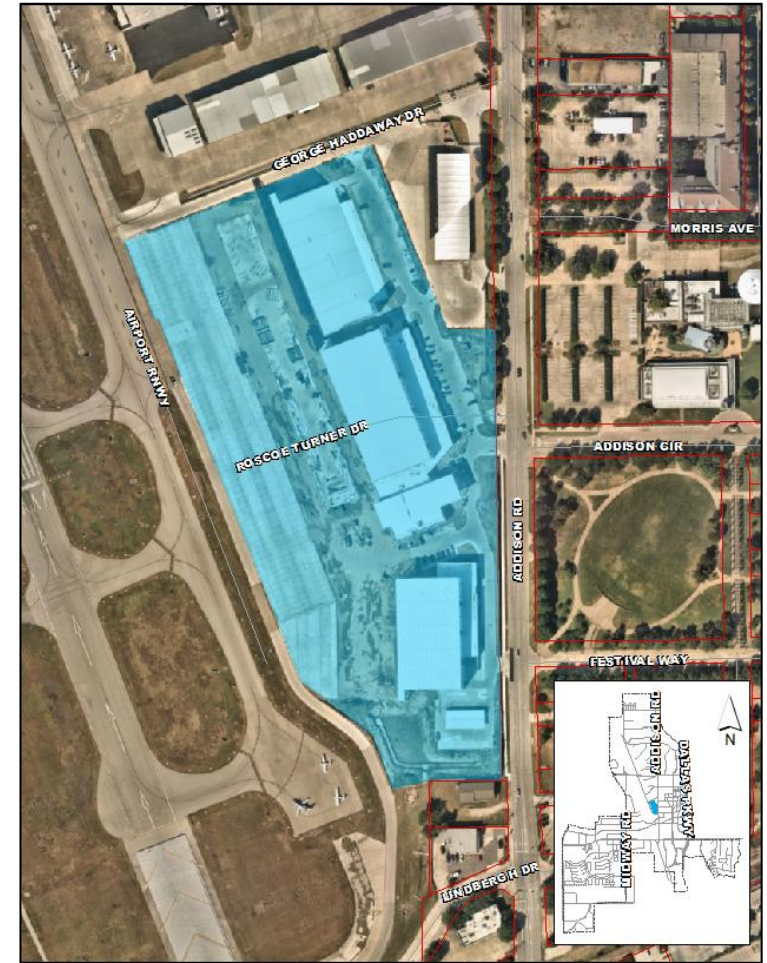 GEORGE HADDAWAY DR
MORRIS AVE
AIRPORT RNWY
ROSCOE TURNER DR
ADDISON CIR
ADDISON RD
FESTIVAL WAY
LINDBERGH DR
ADDISON RD
DALLAS PKWY
MIDWAY RD
N